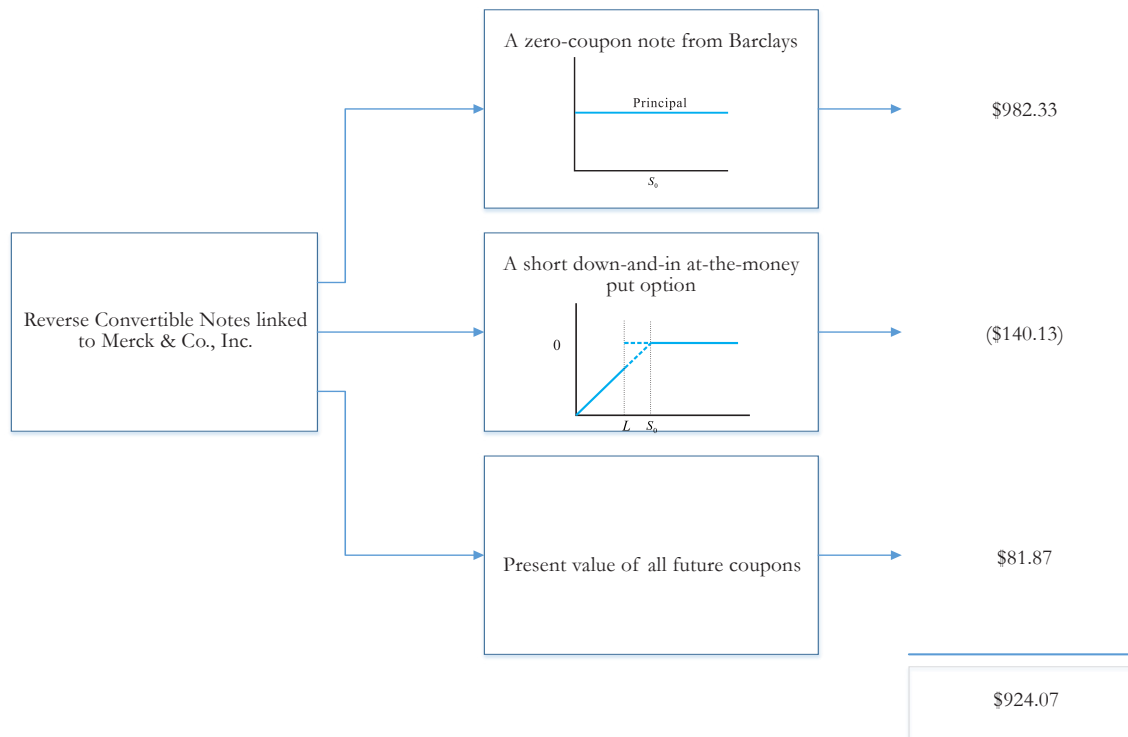 A zero-coupon note from Barclays
Principal
S₀
$982.33
Reverse Convertible Notes linked
to Merck & Co., Inc.
A short down-and-in at-the-money
put option
0
L S₀
($140.13)
Present value of all future coupons
$81.87
$924.07